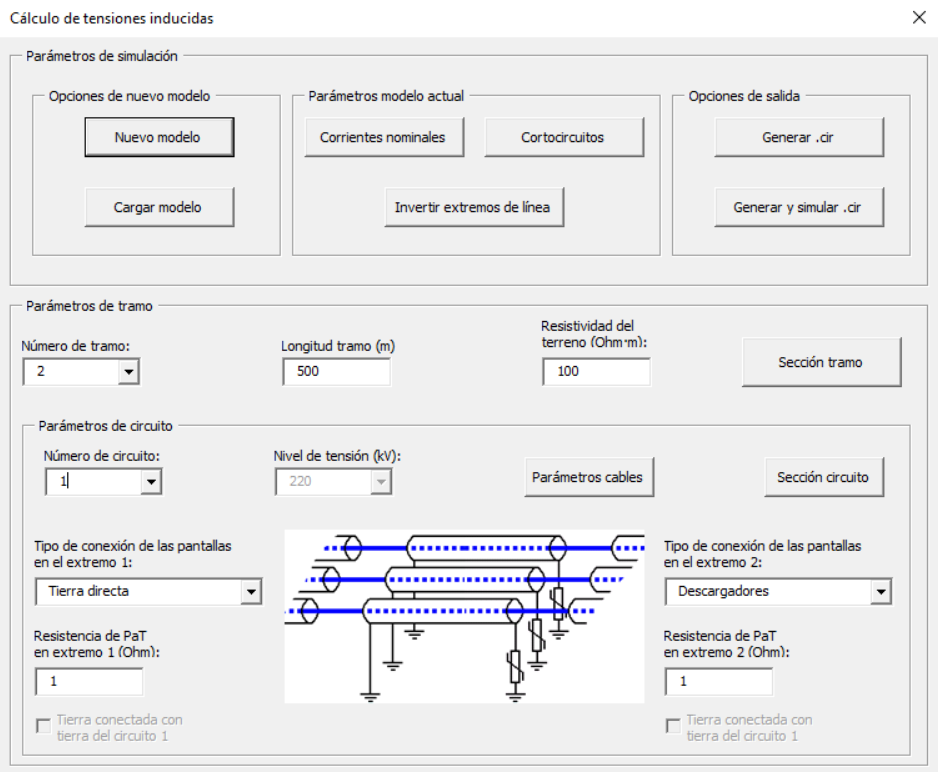 Cálculo de tensiones inducidas
Parámetros de simulación
Opciones de nuevo modelo
Parámetros modelo actual
Opciones de salida
Nuevo modelo
Corrientes nominales
Cortocircuitos
Generar .cir
Cargar modelo
Invertir extremos de línea
Generar y simular .cir
Parámetros de tramo
Número de tramo:
2
Longitud tramo (m)
500
Resistividad del
terreno (Ohm·m):
100
Sección tramo
Parámetros de circuito
Número de circuito:
1
Nivel de tensión (kV):
220
Parámetros cables
Sección circuito
Tipo de conexión de las pantallas
en el extremo 1:
Tierra directa
Resistencia de PaT
en extremo 1 (Ohm):
1
Tierra conectada con
tierra del circuito 1
Tipo de conexión de las pantallas
en el extremo 2:
Descargadores
Resistencia de PaT
en extremo 2 (Ohm):
1
Tierra conectada con
tierra del circuito 1